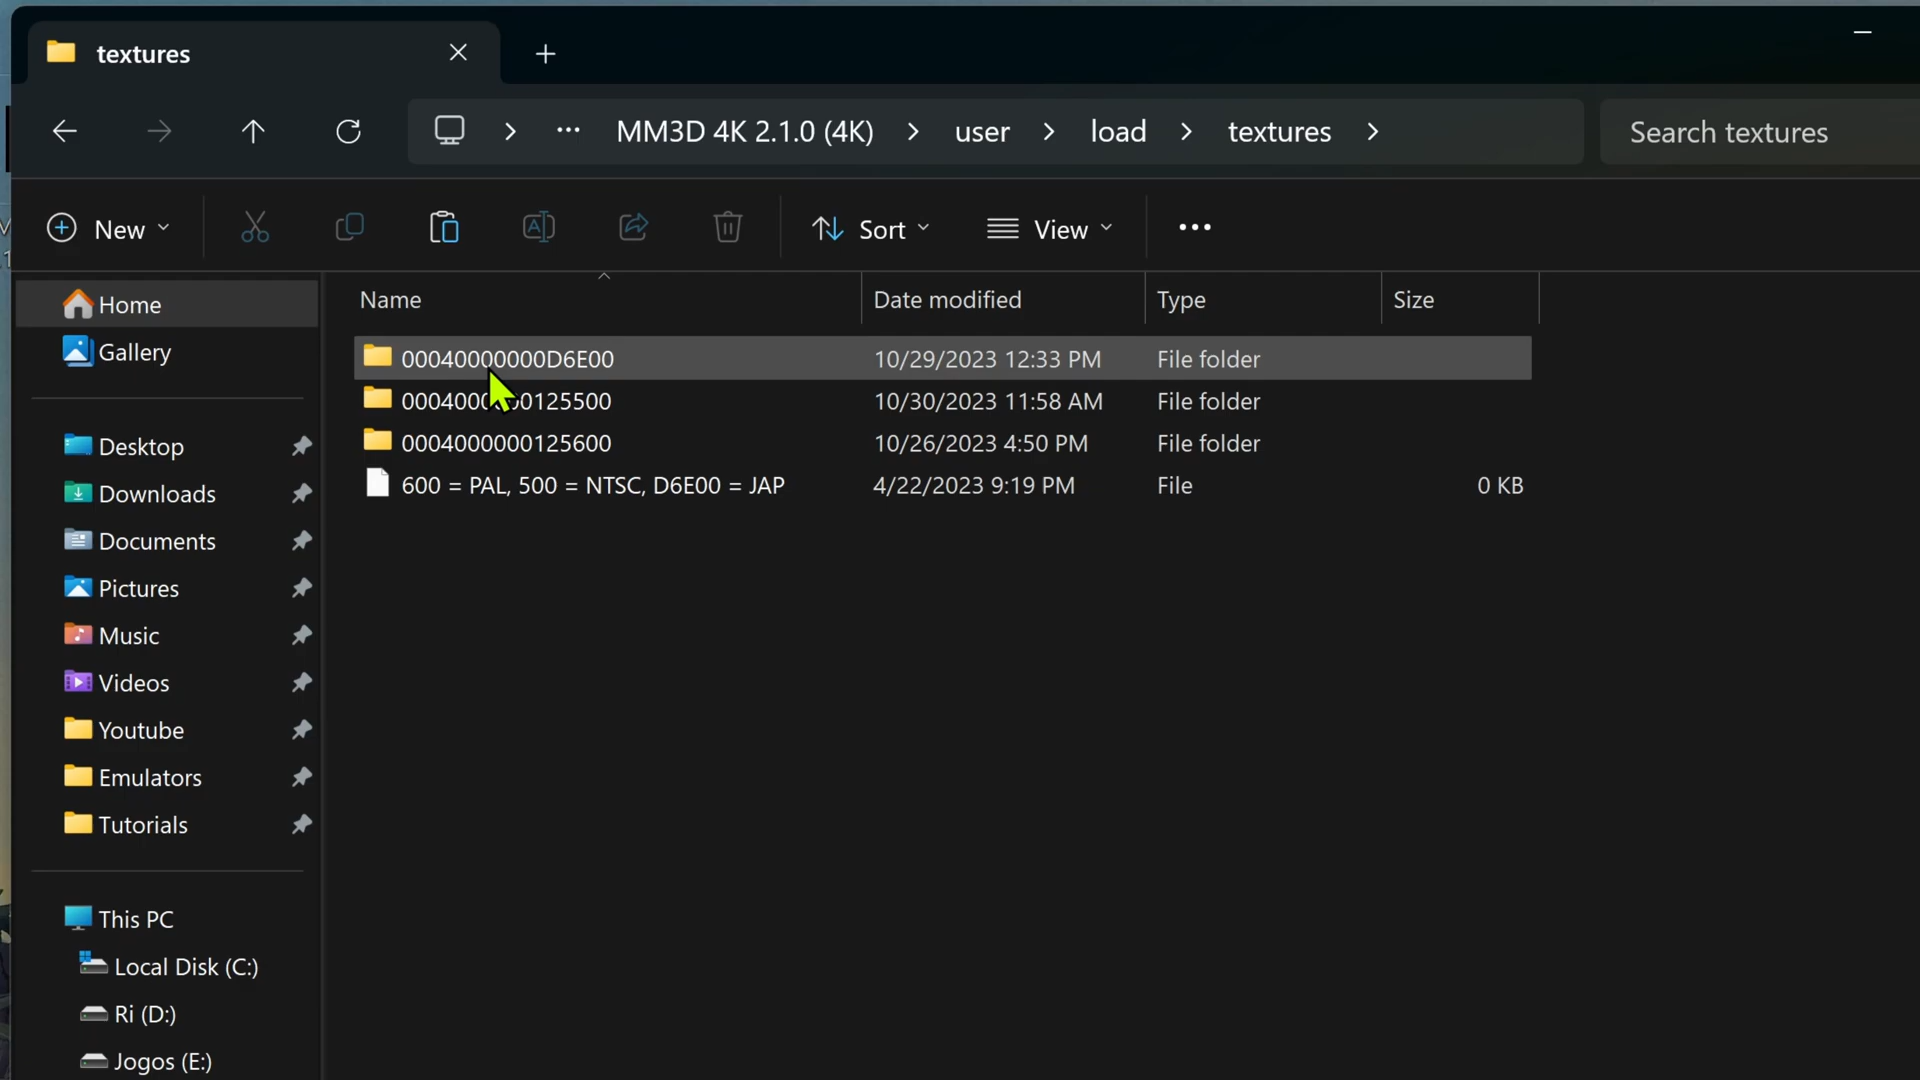 textures
MM3D 4K 2.1.0 (4K) user load textures
Search textures
New
Sort
View
Name Date modified Type Size
00040000000D6E00 10/29/2023 12:33 PM File folder
10/30/2023 11:58 AM File folder
0004000000125600 10/26/2023 4:50 PM File folder
600 = PAL, 500 = NTSC, D6E00 = JAP 4/22/2023 9:19 PM File 0 KB
Home
Gallery
Desktop
Downloads
Documents
Pictures
Music
Videos
Youtube
Emulators
Tutorials
This PC
Local Disk (C:)
Ri (D:)
Jogos (E:)